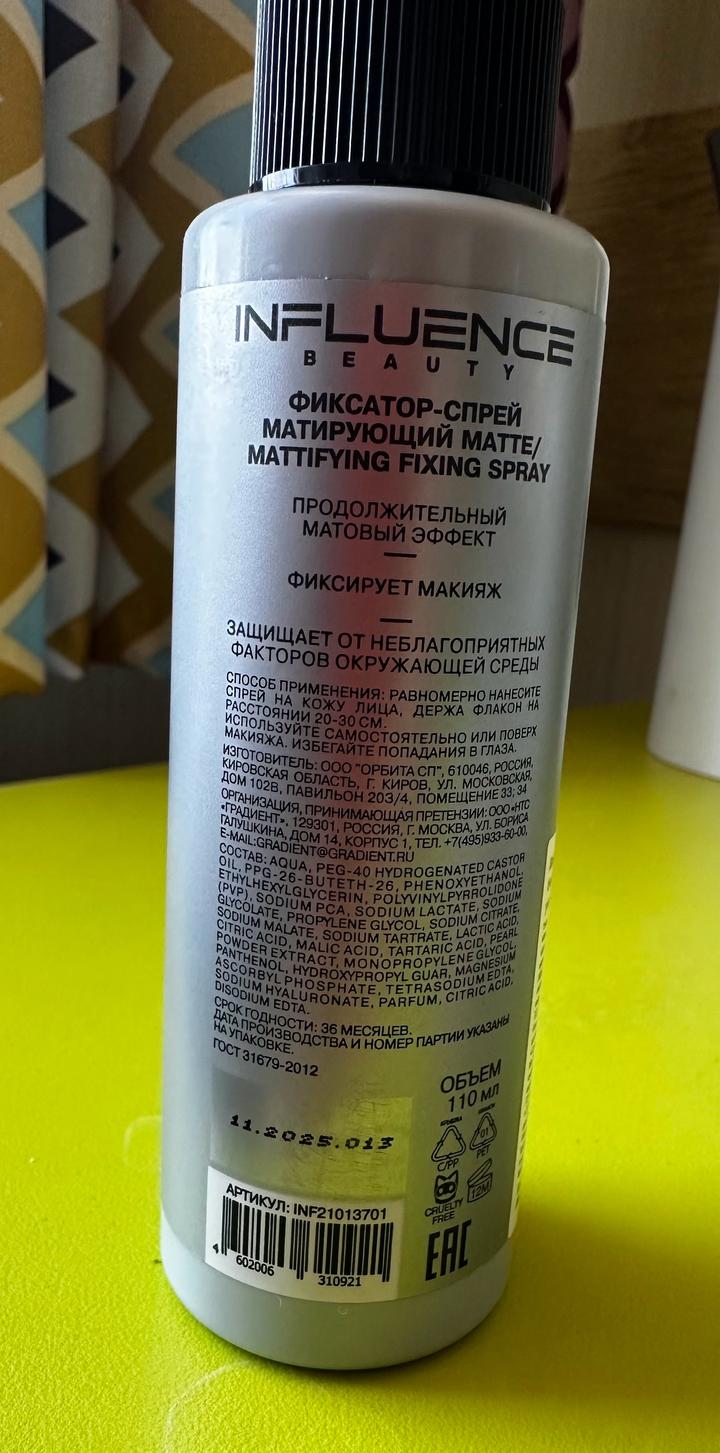 INFLUENCE
BEAUTY
ФИКСАТОР-СПРЕЙ
МАТИРУЮЩИЙ MATTE/
MATTIFYING FIXING SPRAY
ПРОДОЛЖИТЕЛЬНЫЙ
МАТОВЫЙ ЭФФЕКТ
ФИКСИРУЕТ МАКИЯЖ
ЗАЩИЩАЕТ ОТ НЕБЛАГОПРИЯТНЫХ
ФАКТОРОВ ОКРУЖАЮЩЕЙ СРЕДЫ
СПОСОБ ПРИМЕНЕНИЯ: РАВНОМЕРНО НАНЕСИТЕ
СПРЕЙ НА КОЖУ ЛИЦА, ДЕРЖА ФЛАКОН НА
РАССТОЯНИИ 20-30 СМ.
ИСПОЛЬЗУЙТЕ САМОСТОЯТЕЛЬНО ИЛИ ПОВЕРХ
МАКИЯЖА. ИЗБЕГАЙТЕ ПОПАДАНИЯ В ГЛАЗА.
ИЗГОТОВИТЕЛЬ: ООО "ОРБИТА СП", 610046, РОССИЯ,
КИРОВСКАЯ ОБЛАСТЬ, Г. КИРОВ, УЛ. МОСКОВСКАЯ,
ДОМ 102В, ПАВИЛЬОН 203/4, ПОМЕЩЕНИЕ 33; 34
ОРГАНИЗАЦИЯ, ПРИНИМАЮЩАЯ ПРЕТЕНЗИИ: ООО «НТС
«ГРАДИЕНТ», 129301, РОССИЯ, Г. МОСКВА, УЛ. БОРИСА
ГАЛУШКИНА, ДОМ 14, КОРПУС 1, ТЕЛ. +7(495)933-60-00,
E-MAIL:GRADIENT@GRADIENT.RU
СОСТАВ: AQUA, PEG-40 HYDROGENATED CASTOR
OIL, PPG-26-BUTETH-26, PHENOXYETHANOL,
ETHYLHEXYLGLYCERIN, POLYVINYLPYRROLIDONE
(PVP), SODIUM PCA, SODIUM LACTATE, SODIUM
GLYCOLATE, PROPYLENE GLYCOL, SODIUM CITRATE,
SODIUM MALATE, SODIUM TARTRATE, LACTIC ACID,
CITRIC ACID, MALIC ACID, TARTARIC ACID, PEARL
POWDER EXTRACT, MONOPROPYLENE GLYCOL,
PANTHENOL, HYDROXYPROPYL GUAR, MAGNESIUM
ASCORBYL PHOSPHATE, TETRASODIUM EDTA,
SODIUM HYALURONATE, PARFUM, CITRIC ACID,
DISODIUM EDTA.
СРОК ГОДНОСТИ: 36 МЕСЯЦЕВ.
ДАТА ПРОИЗВОДСТВА И НОМЕР ПАРТИИ УКАЗАНЫ
НА УПАКОВКЕ.
ГОСТ 31679-2012
ОБЪЕМ
110 МЛ
11.2025.013
01
C/PP
PET
CRUELTY
FREE
12M
EAC
АРТИКУЛ: INF21013701
4 602006 310921